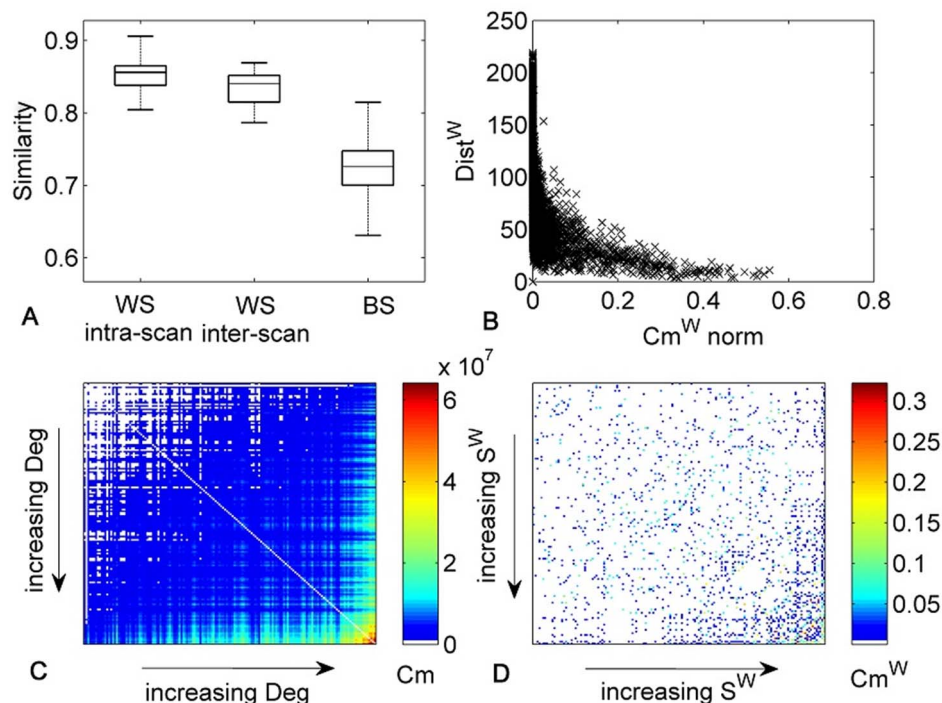 0.9
0.8
0.7
0.6
Similarity
WS
intra-scan
WS
inter-scan
BS
A
250
200
150
100
50
0
Dist^W
0
0.2
0.4
0.6
0.8
Cm^W norm
B
increasing Deg
increasing Deg
C
x 10^7
6
4
2
0
Cm
increasing S^W
increasing S^W
D
0.3
0.25
0.2
0.15
0.1
0.05
Cm^W